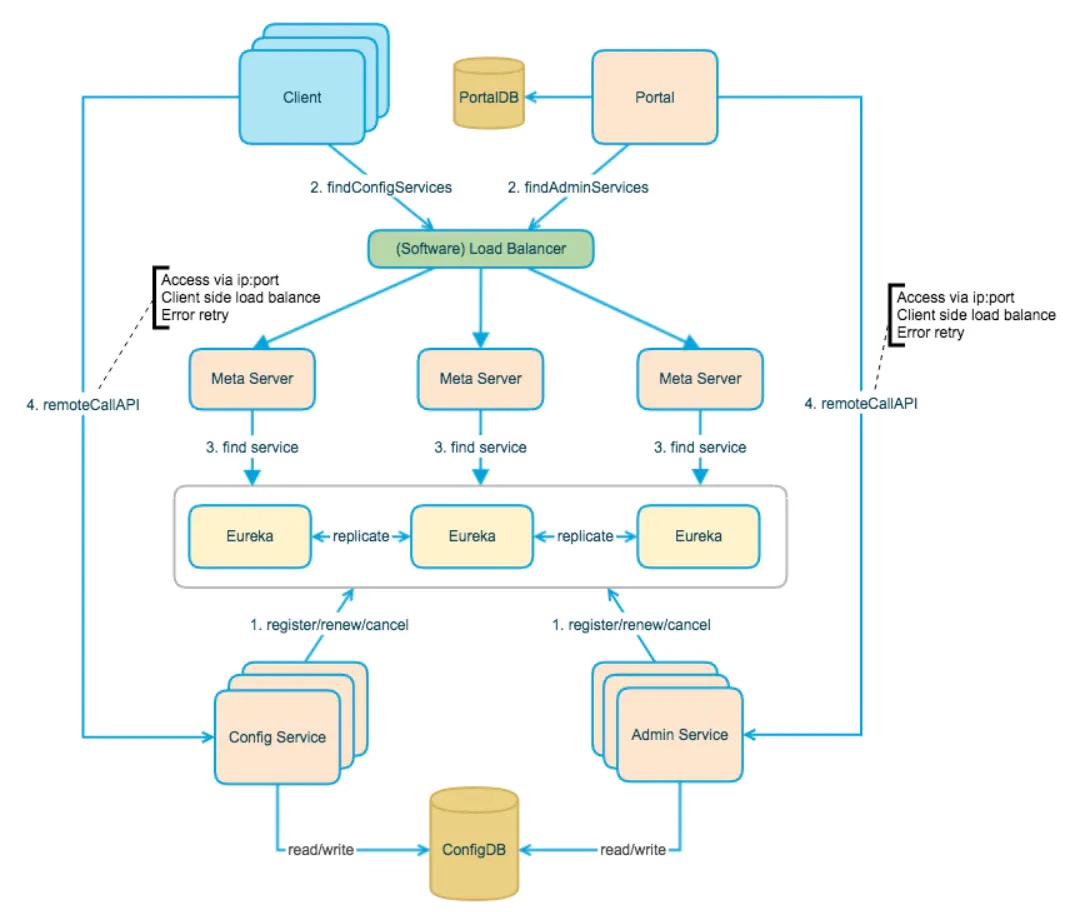 Client
PortalDB
Portal
2. findConfigServices
2. findAdminServices
(Software) Load Balancer
Access via ip:port
Client side load balance
Error retry
Access via ip:port
Client side load balance
Error retry
Meta Server
Meta Server
Meta Server
4. remoteCallAPI
4. remoteCallAPI
3. find service
3. find service
3. find service
Eureka
replicate
Eureka
replicate
Eureka
1. register/renew/cancel
1. register/renew/cancel
Config Service
Admin Service
read/write
ConfigDB
read/write